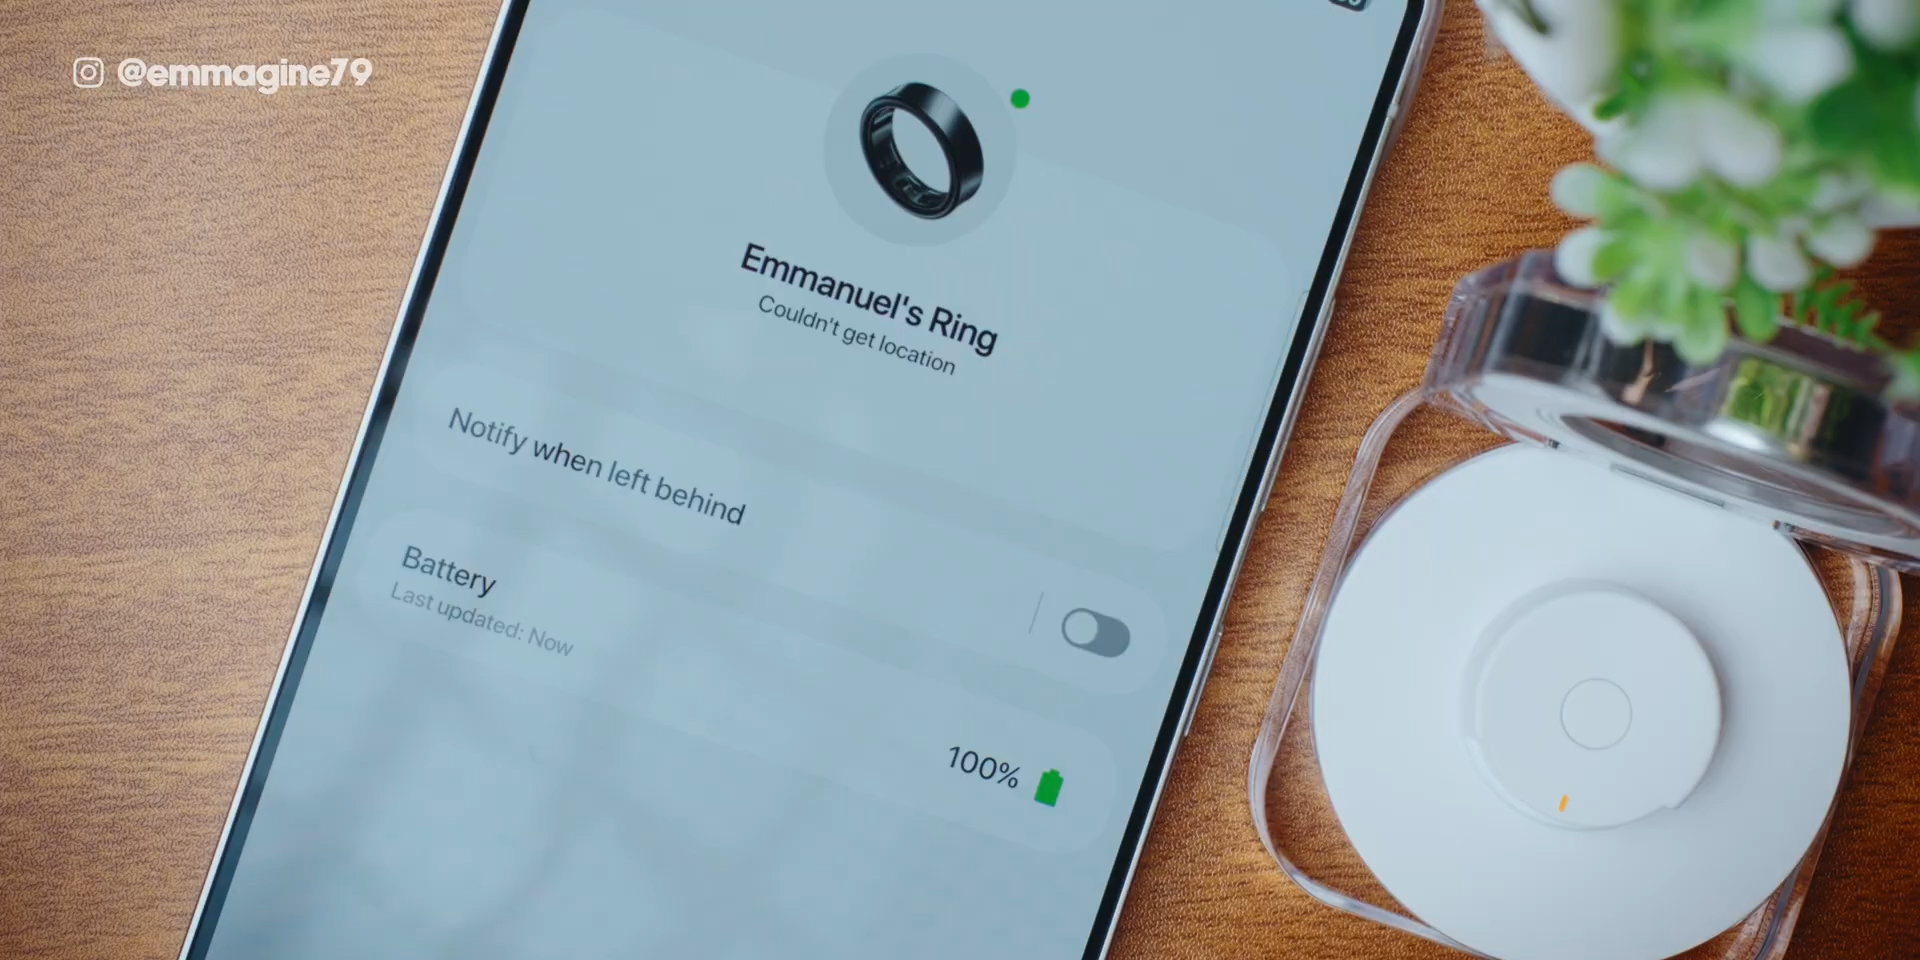 @emmagine79
Emmanuel's Ring
Couldn't get location
Notify when left behind
Battery
Last updated: Now
100%